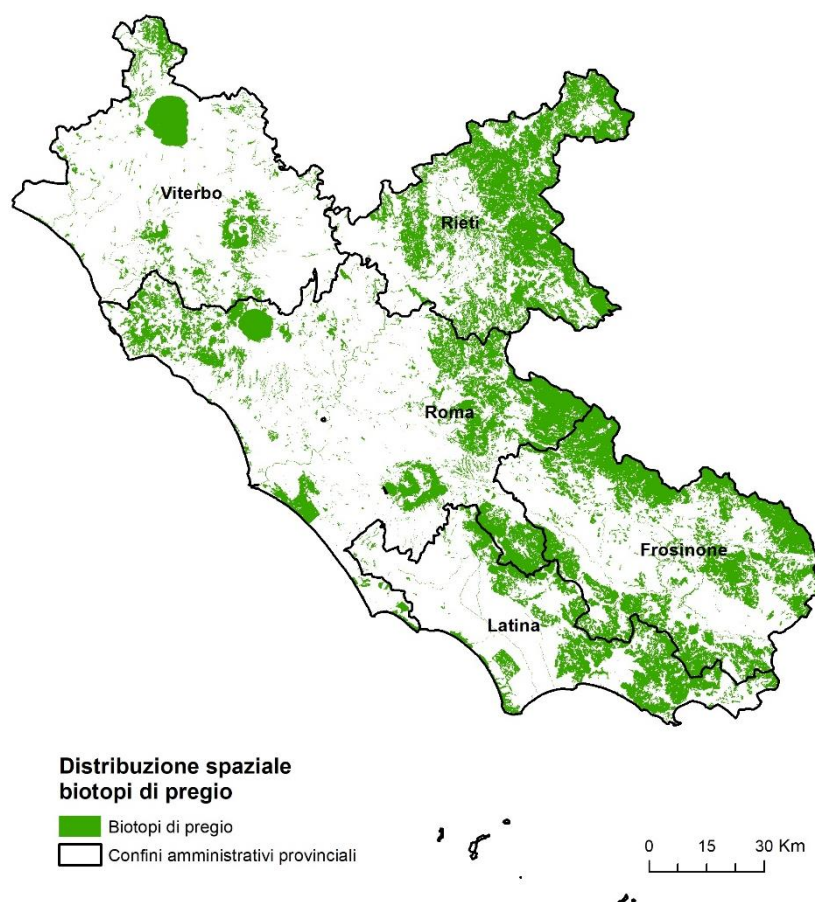 Viterbo
Rieti
Roma
Frosinone
Latina
Distribuzione spaziale
biotopi di pregio
Biotopi di pregio
Confini amministrativi provinciali
0 15 30 Km